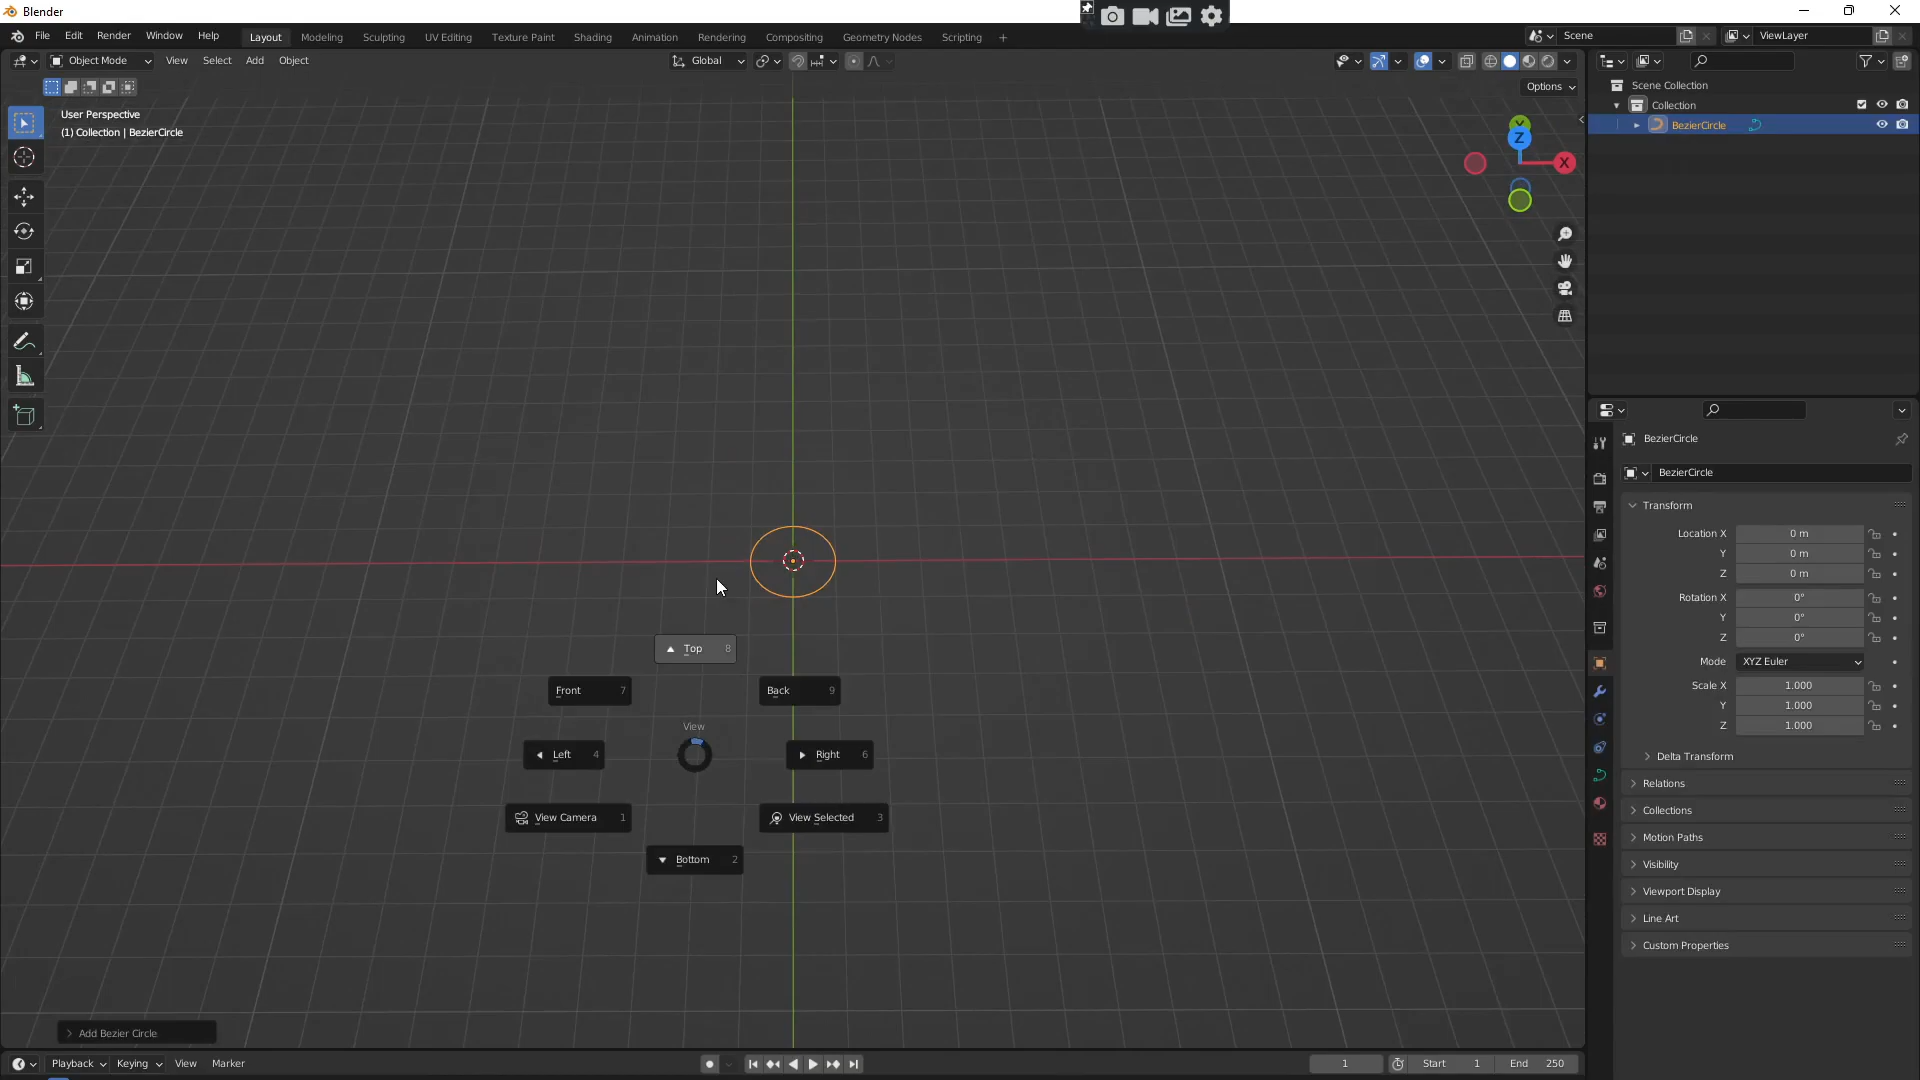 Blender
File Edit Render Window Help Layout Modeling Sculpting UV Editing Texture Paint Shading Animation Rendering Compositing Geometry Nodes Scripting + Scene ViewLayer
Object Mode View Select Add Object Global
Options
User Perspective
(1) Collection | BezierCircle
Y
Z
X
Scene Collection
Collection
BezierCircle
Top 8
Front 7 Back 9
View
Left 4 Right 6
View Camera 1 View Selected 3
Bottom 2
BezierCircle
BezierCircle
Transform
Location X 0 m
Y 0 m
Z 0 m
Rotation X 0°
Y 0°
Z 0°
Mode XYZ Euler
Scale X 1.000
Y 1.000
Z 1.000
Delta Transform
Relations
Collections
Motion Paths
Visibility
Viewport Display
Line Art
Custom Properties
Add Bezier Circle
Playback Keying View Marker 1 Start 1 End 250